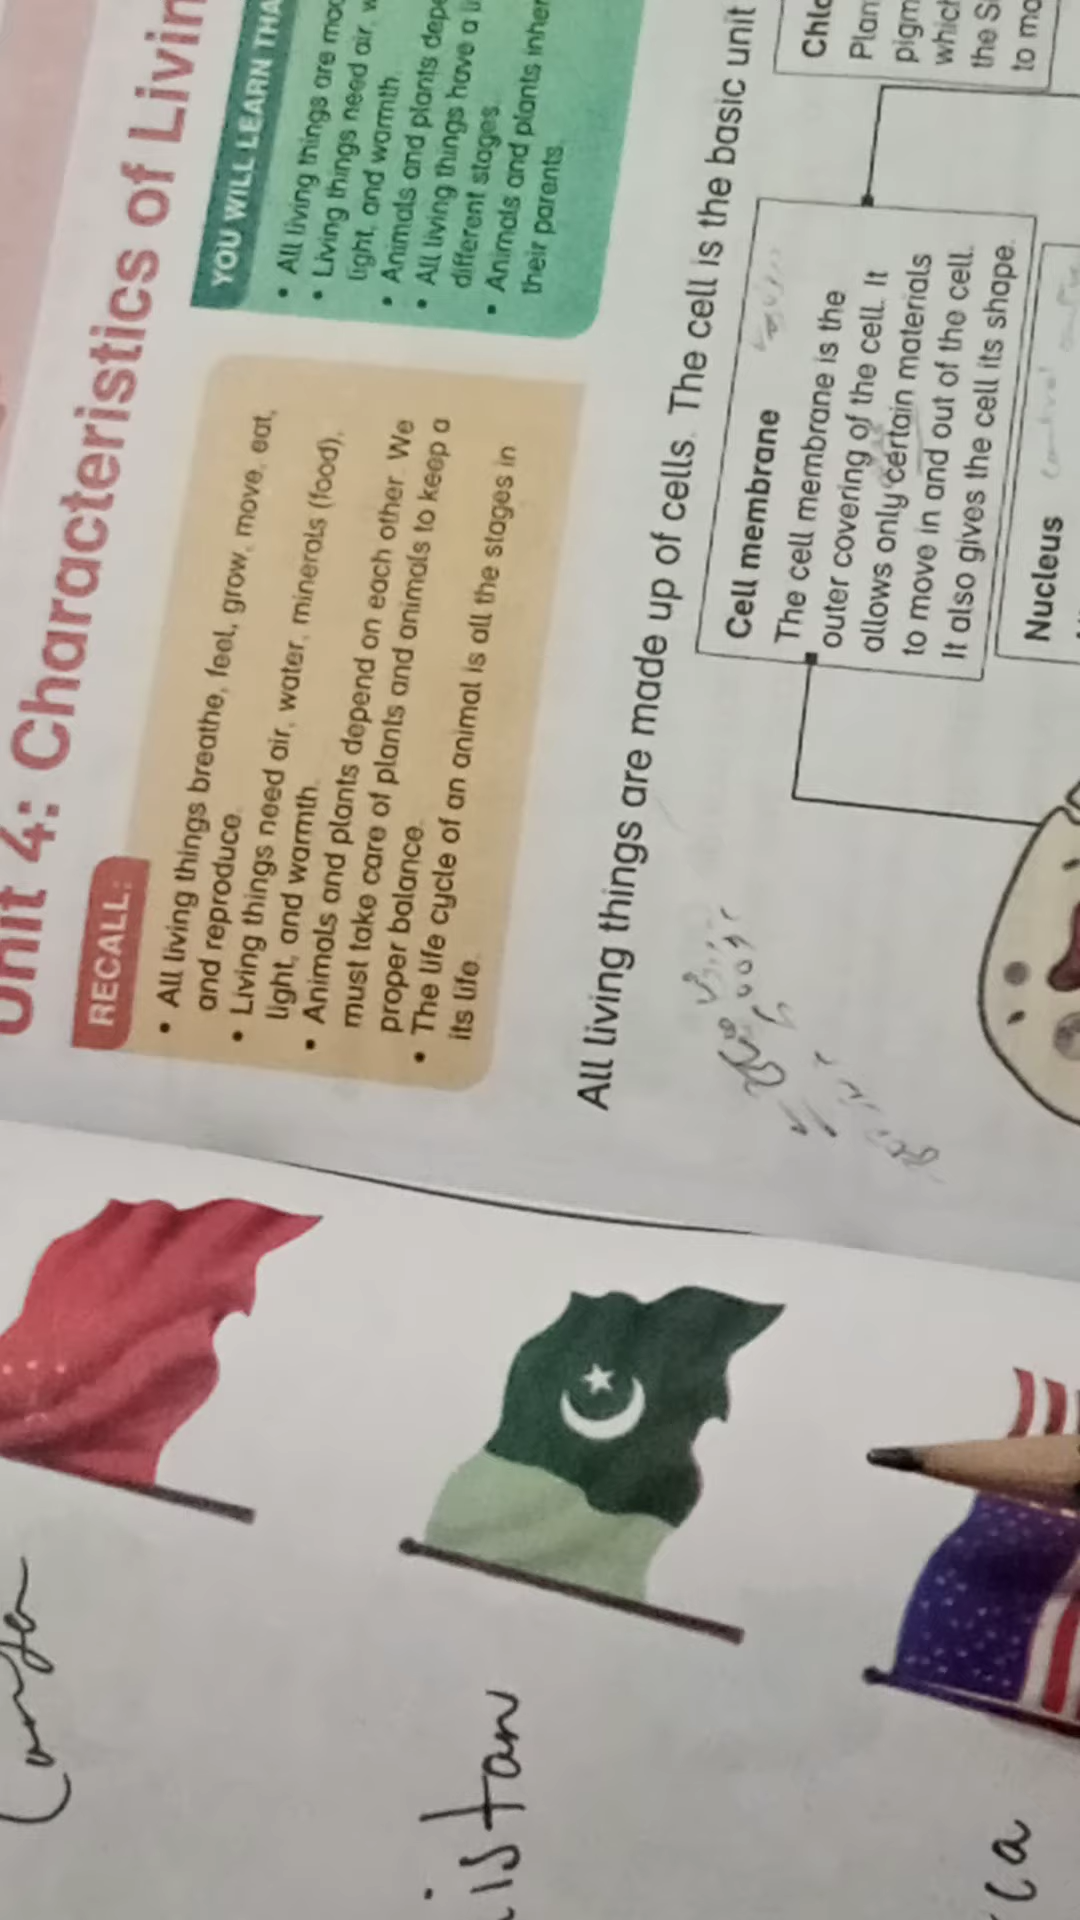 Unit 4: Characteristics of Livin
RECALL:
• All living things breathe, feel, grow, move, eat,
and reproduce.
• Living things need air, water, minerals (food),
light, and warmth.
• Animals and plants depend on each other. We
must take care of plants and animals to keep a
proper balance.
• The life cycle of an animal is all the stages in
its life.
YOU WILL LEARN THA
• All living things are mad
• Living things need air, w
light, and warmth.
• Animals and plants depe
• All living things have a li
different stages.
• Animals and plants inher
their parents.
All living things are made up of cells. The cell is the basic unit
Cell membrane
The cell membrane is the
outer covering of the cell. It
allows only certain materials
to move in and out of the cell.
It also gives the cell its shape.
Chlo
Plan
pigm
which
the S
to ma
Nucleus
istan
ca